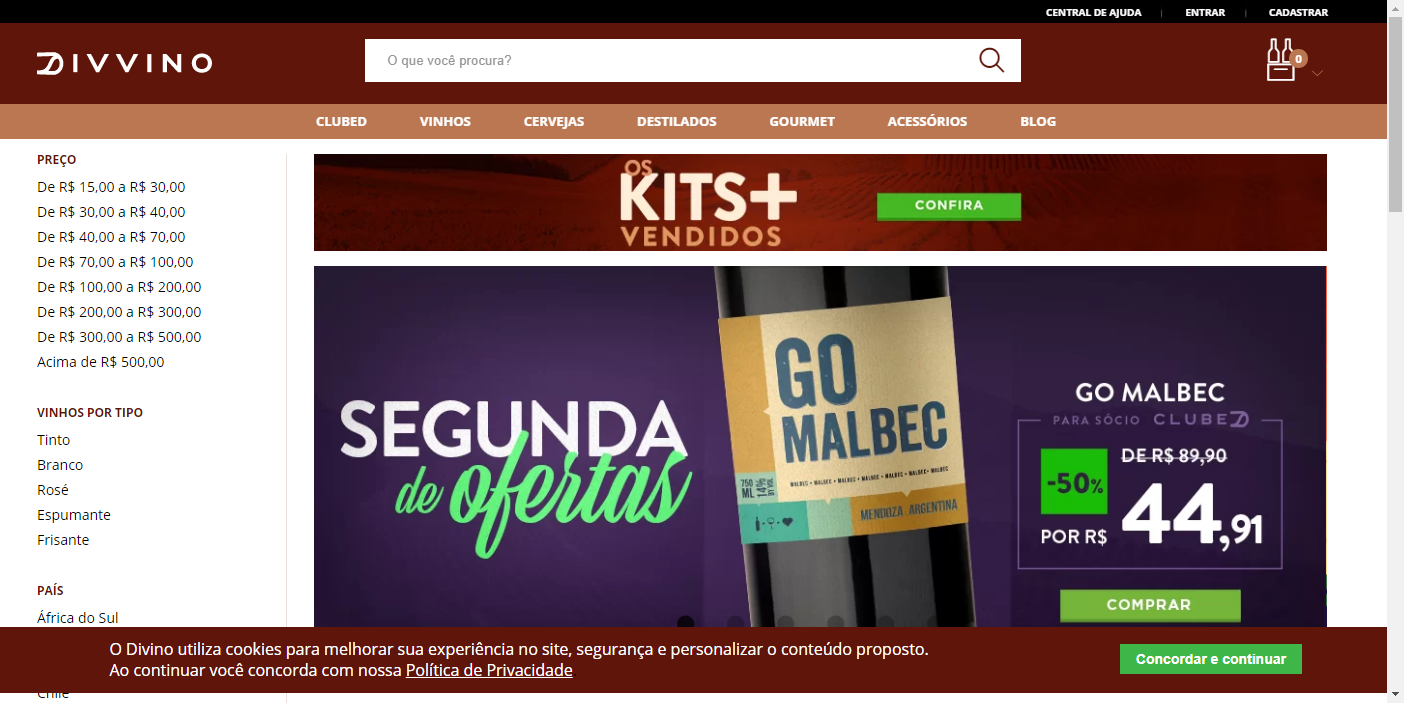 CENTRAL DE AJUDA | ENTRAR | CADASTRAR
DIVVINO
O que você procura?
0
CLUBED VINHOS CERVEJAS DESTILADOS GOURMET ACESSÓRIOS BLOG
PREÇO
De R$ 15,00 a R$ 30,00
De R$ 30,00 a R$ 40,00
De R$ 40,00 a R$ 70,00
De R$ 70,00 a R$ 100,00
De R$ 100,00 a R$ 200,00
De R$ 200,00 a R$ 300,00
De R$ 300,00 a R$ 500,00
Acima de R$ 500,00
VINHOS POR TIPO
Tinto
Branco
Rosé
Espumante
Frisante
PAÍS
África do Sul
Chile
OS
KITS+
VENDIDOS
CONFIRA
SEGUNDA
de ofertas
GO
MALBEC
MALBEC • MALBEC • MALBEC • MALBEC • MALBEC • MALBEC
750
ML
14%
BY VOL
MENDOZA ARGENTINA
GO MALBEC
PARA SÓCIO CLUBED
-50%
DE R$ 89,90
POR R$ 44,91
COMPRAR
O Divino utiliza cookies para melhorar sua experiência no site, segurança e personalizar o conteúdo proposto.
Ao continuar você concorda com nossa Política de Privacidade
Concordar e continuar